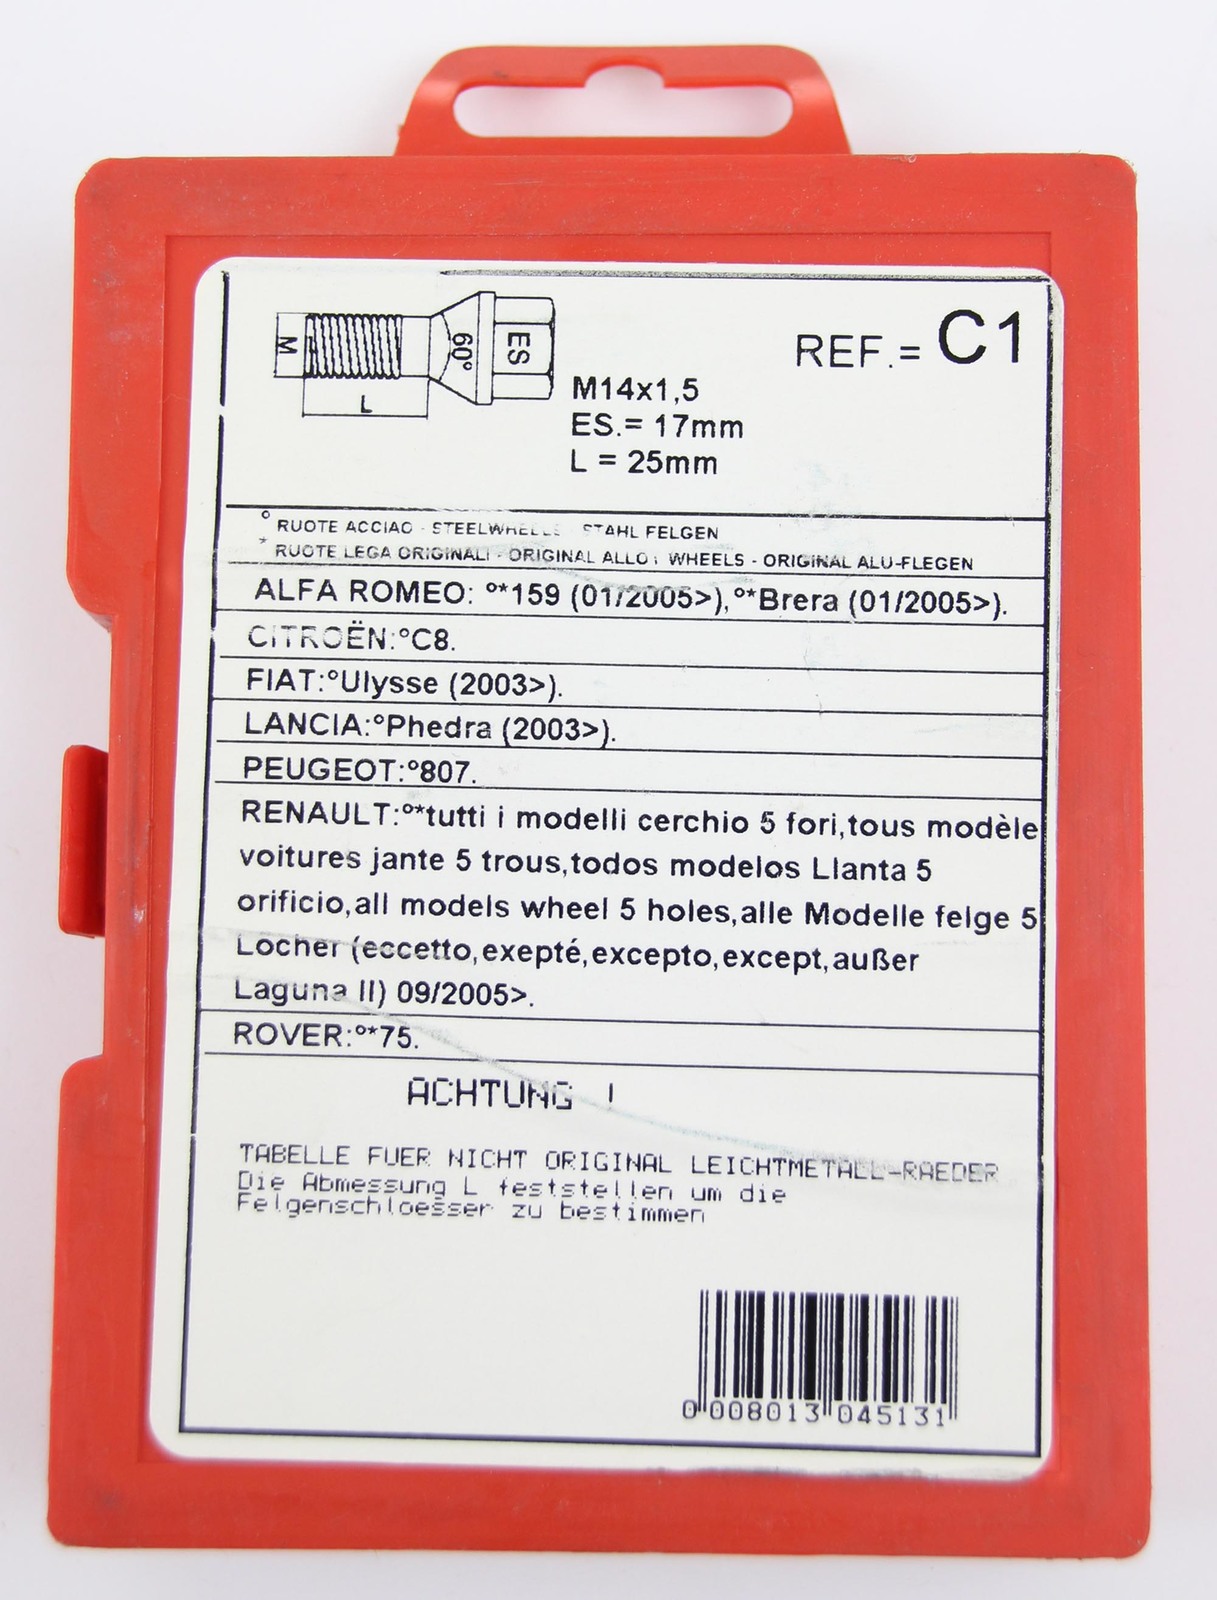 M
L
60°
ES
REF.= C1
M14x1,5
ES.= 17mm
L = 25mm
° RUOTE ACCIAO - STEELWHEELS STAHL FELGEN
* RUOTE LEGA ORIGINALI - ORIGINAL ALLOY WHEELS - ORIGINAL ALU-FLEGEN
ALFA ROMEO: °*159 (01/2005>),°*Brera (01/2005>).
CITROËN:°C8.
FIAT:°Ulysse (2003>).
LANCIA:°Phedra (2003>).
PEUGEOT:°807.
RENAULT:°*tutti i modelli cerchio 5 fori,tous modèle
voitures jante 5 trous,todos modelos Llanta 5
orificio,all models wheel 5 holes,alle Modelle felge 5
Locher (eccetto,exepté,excepto,except,außer
Laguna II) 09/2005>.
ROVER:°*75.
ACHTUNG !
TABELLE FUER NICHT ORIGINAL LEICHTMETALL-RAEDER
Die Abmessung L feststellen um die
Felgenschloesser zu bestimmen
0 008013 045131